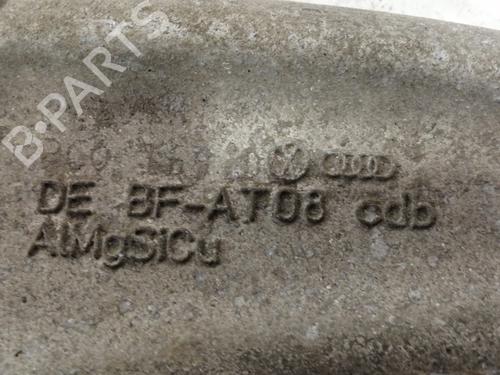 B-PARTS
DE BF-AT08 cdb
AlMgSiCu